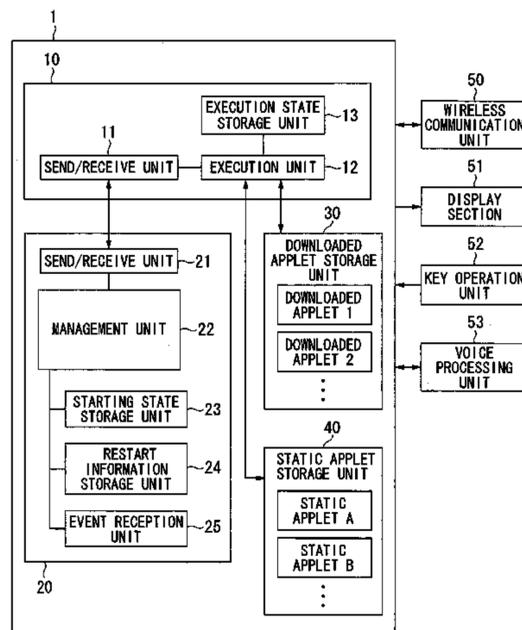 1
10
EXECUTION STATE
STORAGE UNIT
13
11
SEND/RECEIVE UNIT
EXECUTION UNIT
12
50
WIRELESS
COMMUNICATION
UNIT
51
DISPLAY
SECTION
52
KEY OPERATION
UNIT
53
VOICE
PROCESSING
UNIT
SEND/RECEIVE UNIT
21
MANAGEMENT UNIT
22
STARTING STATE
STORAGE UNIT
23
RESTART
INFORMATION
STORAGE UNIT
24
EVENT RECEPTION
UNIT
25
20
30
DOWNLOADED
APPLET STORAGE
UNIT
DOWNLOADED
APPLET 1
DOWNLOADED
APPLET 2
40
STATIC APPLET
STORAGE UNIT
STATIC
APPLET A
STATIC
APPLET B